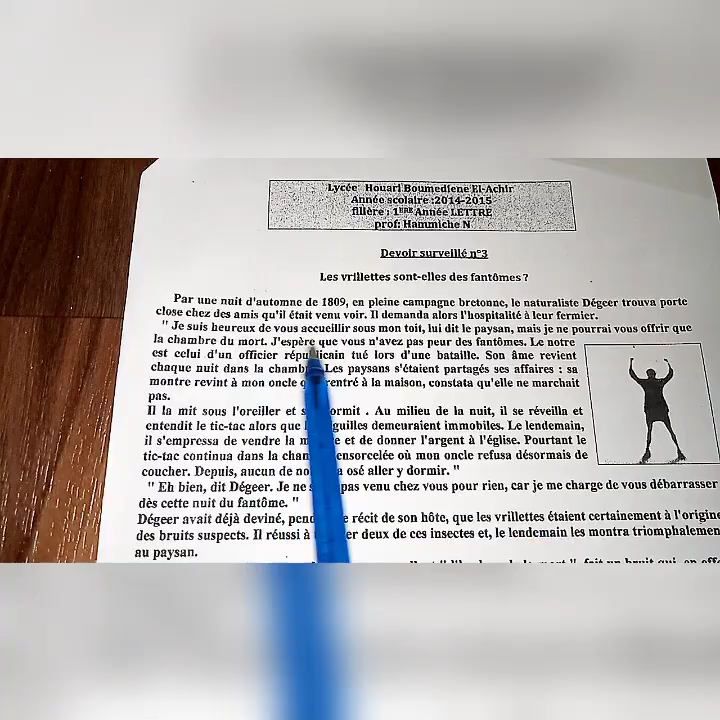 Lycée Houari Boumediene El-Achir
Année scolaire :2014-2015
filière : 1ERE Année LETTRE
prof: Hammiche N
Devoir surveillé n°3
Les vrillettes sont-elles des fantômes ?
Par une nuit d'automne de 1809, en pleine campagne bretonne, le naturaliste Dégeer trouva porte
close chez des amis qu'il était venu voir. Il demanda alors l'hospitalité à leur fermier.
" Je suis heureux de vous accueillir sous mon toit, lui dit le paysan, mais je ne pourrai vous offrir que
la chambre du mort. J'espère que vous n'avez pas peur des fantômes. Le notre
est celui d'un officier républicain tué lors d'une bataille. Son âme revient
chaque nuit dans la chambre Les paysans s'étaient partagés ses affaires : sa
montre revint à mon oncle rentré à la maison, constata qu'elle ne marchait
pas.
Il la mit sous l'oreiller et . Au milieu de la nuit, il se réveilla et
entendit le tic-tac alors que demeuraient immobiles. Le lendemain,
il s'empressa de vendre la et de donner l'argent à l'église. Pourtant le
tic-tac continua dans la ensorcelée où mon oncle refusa désormais de
coucher. Depuis, aucun de osé aller y dormir. "
" Eh bien, dit Dégeer. Je ne pas venu chez vous pour rien, car je me charge de vous débarrasser
dès cette nuit du fantôme. "
Dégeer avait déjà deviné, récit de son hôte, que les vrillettes étaient certainement à l'origine
des bruits suspects. Il réussi à deux de ces insectes et, le lendemain les montra triomphalemen
au paysan.